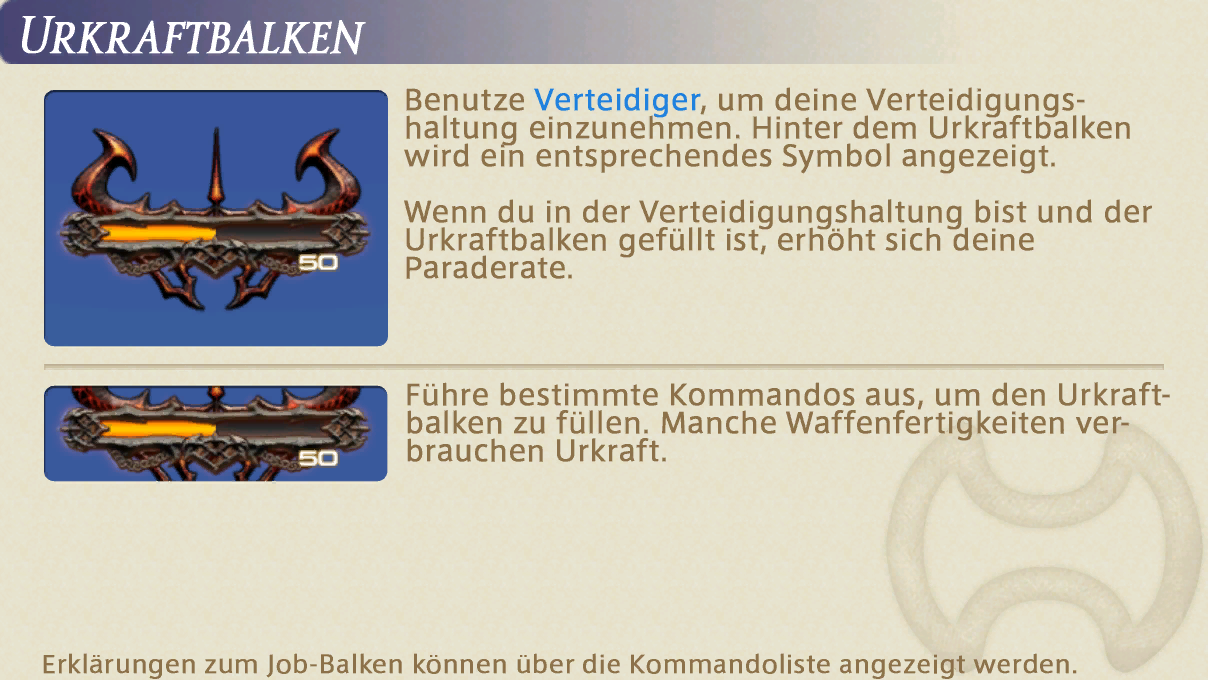 URKRAFTBALKEN
Benutze Verteidiger, um deine Verteidigungs-
haltung einzunehmen. Hinter dem Urkraftbalken
wird ein entsprechendes Symbol angezeigt.
Wenn du in der Verteidigungshaltung bist und der
Urkraftbalken gefüllt ist, erhöht sich deine
Paraderate.
50
Führe bestimmte Kommandos aus, um den Urkraft-
balken zu füllen. Manche Waffenfertigkeiten ver-
brauchen Urkraft.
50
Erklärungen zum Job-Balken können über die Kommandoliste angezeigt werden.